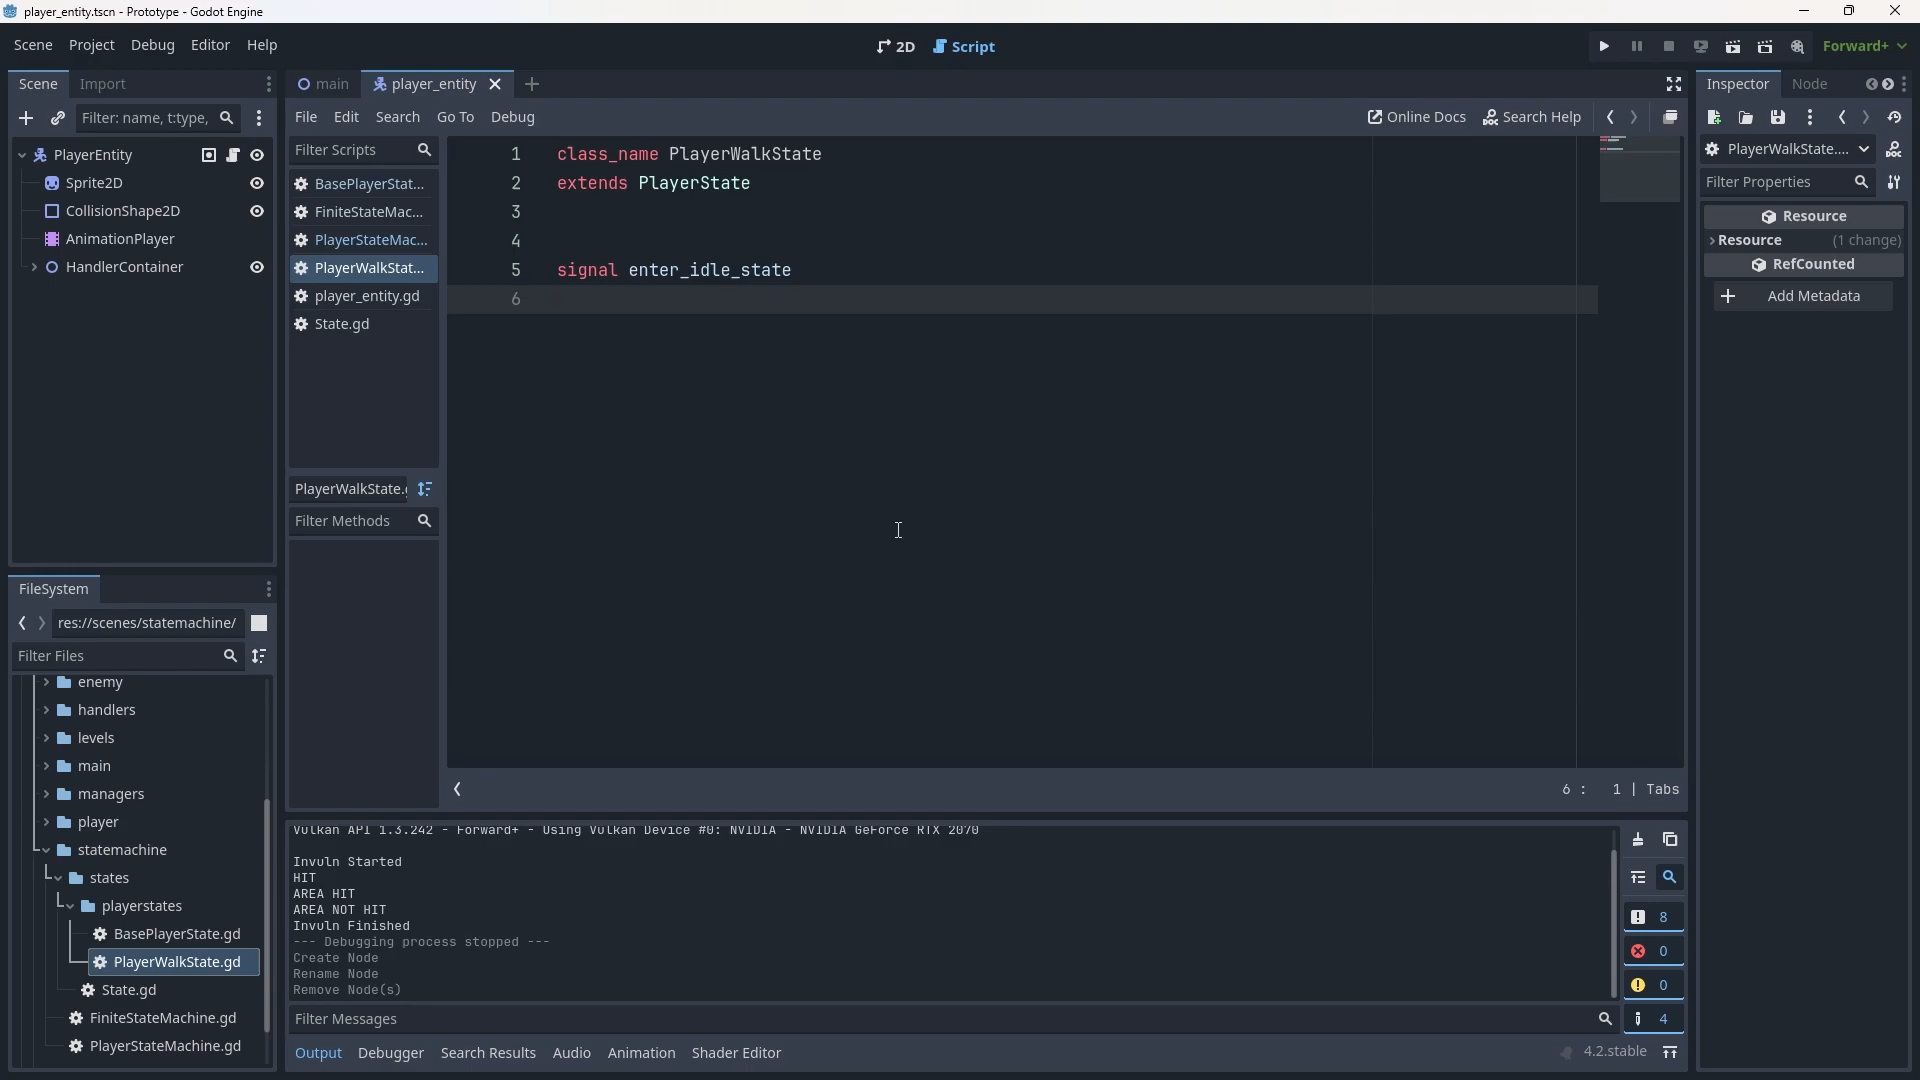 player_entity.tscn - Prototype - Godot Engine
Scene Project Debug Editor Help
2D Script
Forward+
Scene Import
Filter: name, t:type,
PlayerEntity
Sprite2D
CollisionShape2D
AnimationPlayer
HandlerContainer
FileSystem
res://scenes/statemachine/
Filter Files
enemy
handlers
levels
main
managers
player
statemachine
states
playerstates
BasePlayerState.gd
PlayerWalkState.gd
State.gd
FiniteStateMachine.gd
PlayerStateMachine.gd
main player_entity
File Edit Search Go To Debug
Online Docs Search Help
Filter Scripts
BasePlayerStat...
FiniteStateMac...
PlayerStateMac...
PlayerWalkStat...
player_entity.gd
State.gd
PlayerWalkState.g
Filter Methods
1 class_name PlayerWalkState
2 extends PlayerState
3
4
5 signal enter_idle_state
6
6 : 1 | Tabs
Vulkan API 1.3.242 - Forward+ - Using Vulkan Device #0: NVIDIA - NVIDIA GeForce RTX 2070
Invuln Started
HIT
AREA HIT
AREA NOT HIT
Invuln Finished
--- Debugging process stopped ---
Create Node
Rename Node
Remove Node(s)
8
0
0
4
Filter Messages
Output Debugger Search Results Audio Animation Shader Editor
4.2.stable
Inspector Node
PlayerWalkState....
Filter Properties
Resource
Resource (1 change)
RefCounted
Add Metadata